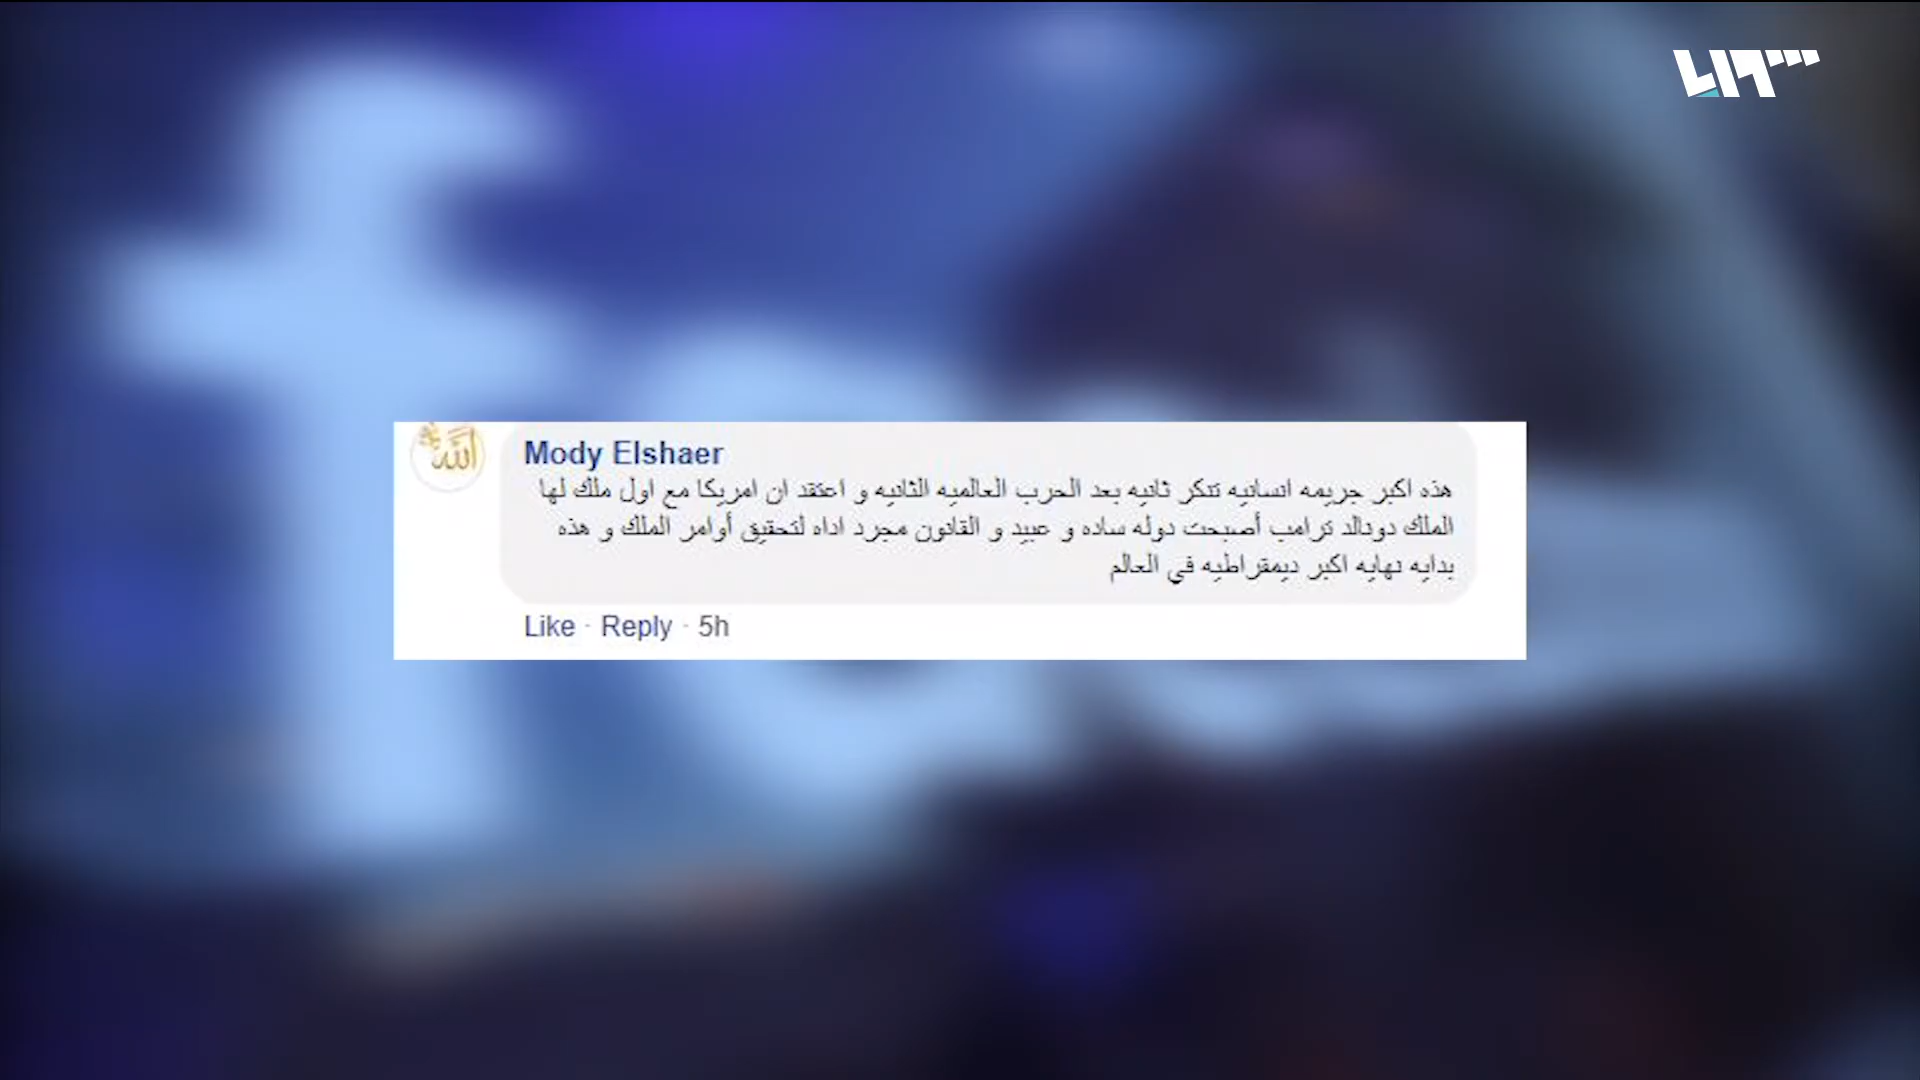 Mody Elshaer
هذه اكبر جريمه انسانيه تتكر ثانيه بعد الحرب العالميه الثانيه و اعتقد ان امريكا مع اول ملك لها
الملك دونالد ترامب أصبحت دوله ساده و عبيد و القانون مجرد اداه لتحقيق أوامر الملك و هذه
بدايه نهايه اكبر ديمقراطيه في العالم
Like · Reply · 5h